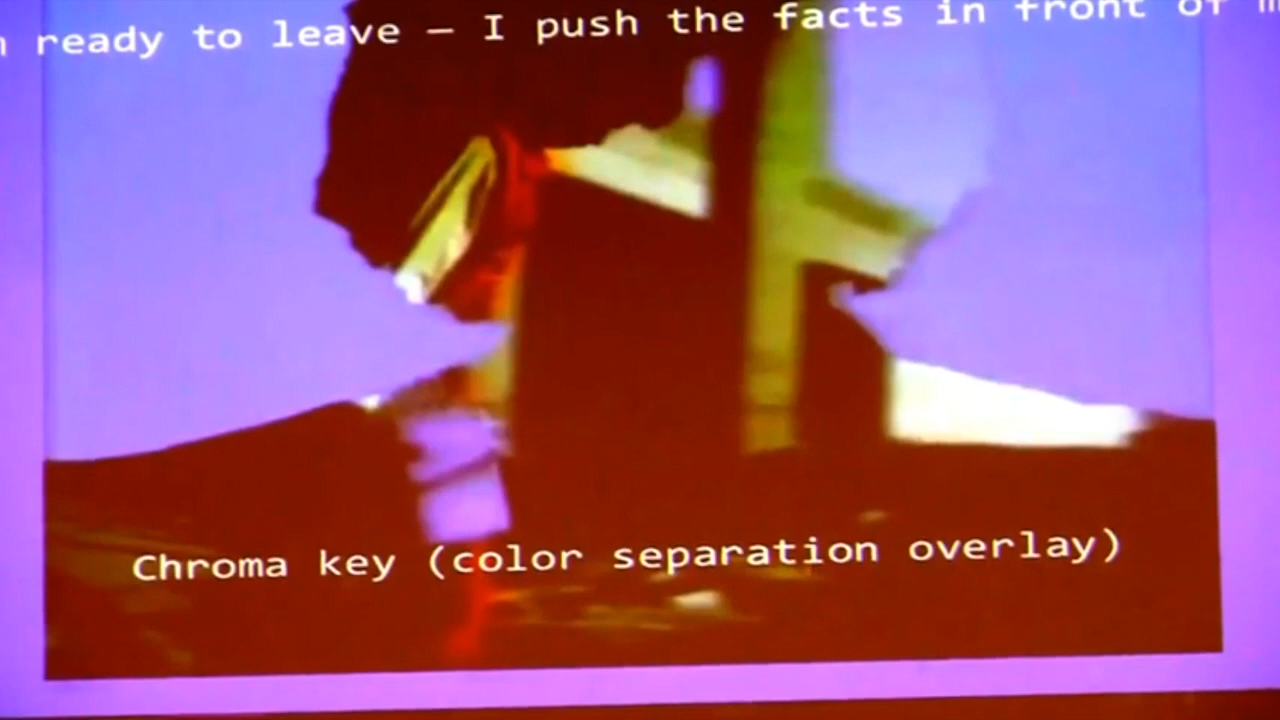 ready to leave — I push the facts in front of
Chroma key (color separation overlay)